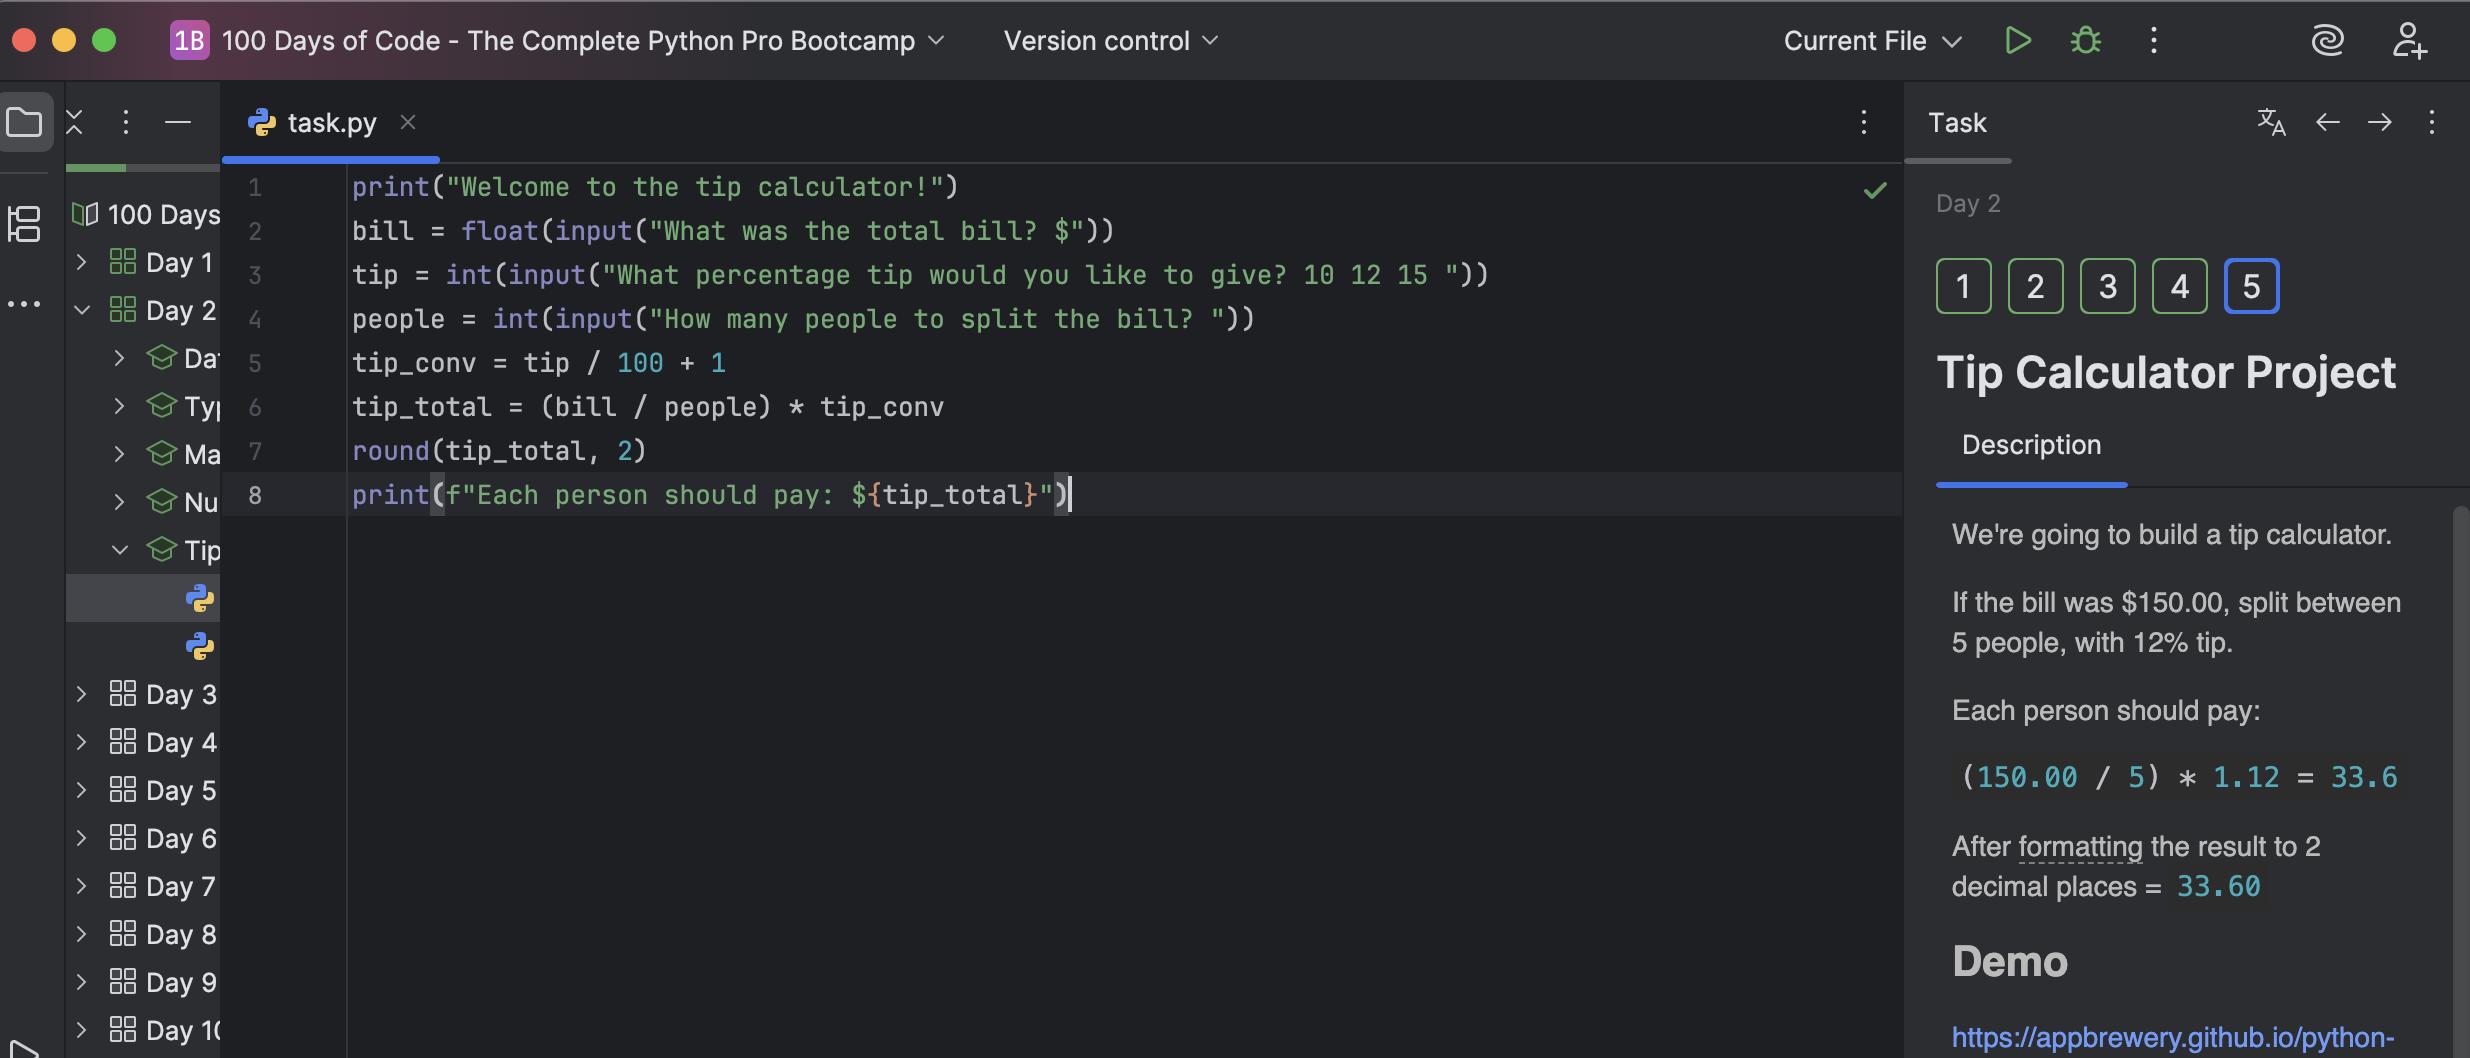 1B 100 Days of Code - The Complete Python Pro Bootcamp Version control Current File
task.py
Task
100 Days
Day 1
Day 2
Dat
Typ
Ma
Nu
Tip
Day 3
Day 4
Day 5
Day 6
Day 7
Day 8
Day 9
Day 10
1 print("Welcome to the tip calculator!")
2 bill = float(input("What was the total bill? $"))
3 tip = int(input("What percentage tip would you like to give? 10 12 15 "))
4 people = int(input("How many people to split the bill? "))
5 tip_conv = tip / 100 + 1
6 tip_total = (bill / people) * tip_conv
7 round(tip_total, 2)
8 print(f"Each person should pay: ${tip_total}")
Day 2
1 2 3 4 5
Tip Calculator Project
Description
We're going to build a tip calculator.
If the bill was $150.00, split between
5 people, with 12% tip.
Each person should pay:
(150.00 / 5) * 1.12 = 33.6
After formatting the result to 2
decimal places = 33.60
Demo
https://appbrewery.github.io/python-